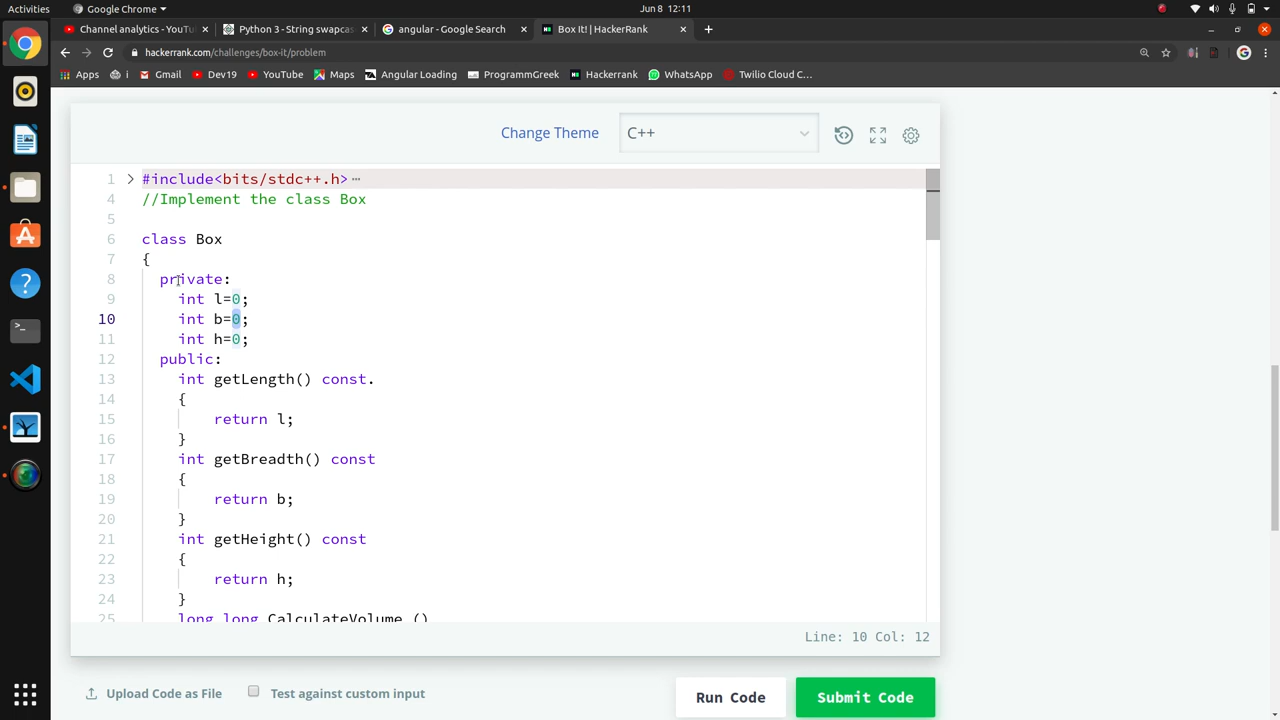 Activities Google Chrome Jun 8 12:11
Channel analytics - YouTu Python 3 - String swapcas angular - Google Search Box It! | HackerRank
hackerrank.com/challenges/box-it/problem
Apps i Gmail Dev19 YouTube Maps Angular Loading ProgrammGreek Hackerrank WhatsApp Twilio Cloud C…
Change Theme C++
1 #include<bits/stdc++.h>
4 //Implement the class Box
5
6 class Box
7 {
8 private:
9 int l=0;
10 int b=0;
11 int h=0;
12 public:
13 int getLength() const.
14 {
15 return l;
16 }
17 int getBreadth() const
18 {
19 return b;
20 }
21 int getHeight() const
22 {
23 return h;
24 }
25 long long CalculateVolume ()
Line: 10 Col: 12
Upload Code as File Test against custom input Run Code Submit Code